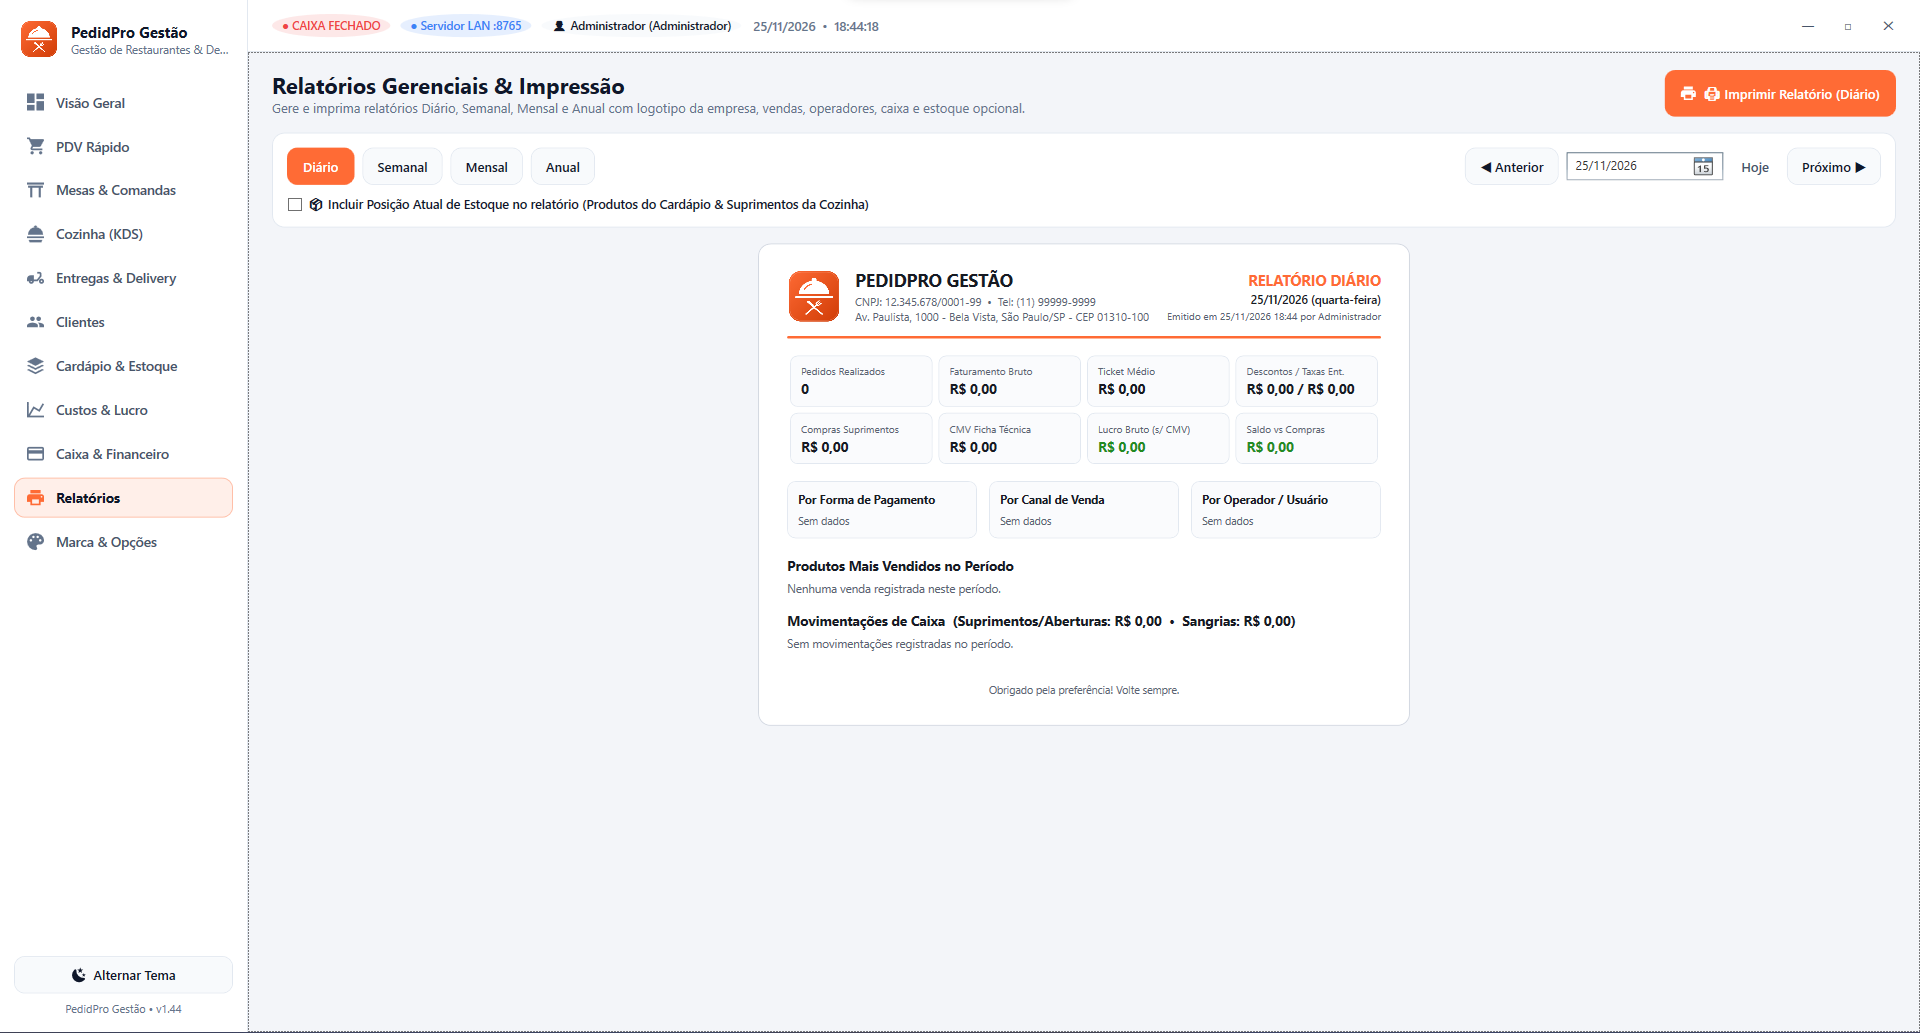 PedidPro Gestão
Gestão de Restaurantes & De...
Visão Geral
PDV Rápido
Mesas & Comandas
Cozinha (KDS)
Entregas & Delivery
Clientes
Cardápio & Estoque
Custos & Lucro
Caixa & Financeiro
Relatórios
Marca & Opções
Alternar Tema
PedidPro Gestão • v1.44
● CAIXA FECHADO
● Servidor LAN :8765
Administrador (Administrador)
25/11/2026 • 18:44:18
Relatórios Gerenciais & Impressão
Gere e imprima relatórios Diário, Semanal, Mensal e Anual com logotipo da empresa, vendas, operadores, caixa e estoque opcional.
Imprimir Relatório (Diário)
Diário
Semanal
Mensal
Anual
◀ Anterior
25/11/2026
15
Hoje
Próximo ▶
Incluir Posição Atual de Estoque no relatório (Produtos do Cardápio & Suprimentos da Cozinha)
PEDIDPRO GESTÃO
CNPJ: 12.345.678/0001-99 • Tel: (11) 99999-9999
Av. Paulista, 1000 - Bela Vista, São Paulo/SP - CEP 01310-100
RELATÓRIO DIÁRIO
25/11/2026 (quarta-feira)
Emitido em 25/11/2026 18:44 por Administrador
Pedidos Realizados
0
Faturamento Bruto
R$ 0,00
Ticket Médio
R$ 0,00
Descontos / Taxas Ent.
R$ 0,00 / R$ 0,00
Compras Suprimentos
R$ 0,00
CMV Ficha Técnica
R$ 0,00
Lucro Bruto (s/ CMV)
R$ 0,00
Saldo vs Compras
R$ 0,00
Por Forma de Pagamento
Sem dados
Por Canal de Venda
Sem dados
Por Operador / Usuário
Sem dados
Produtos Mais Vendidos no Período
Nenhuma venda registrada neste período.
Movimentações de Caixa (Suprimentos/Aberturas: R$ 0,00 • Sangrias: R$ 0,00)
Sem movimentações registradas no período.
Obrigado pela preferência! Volte sempre.